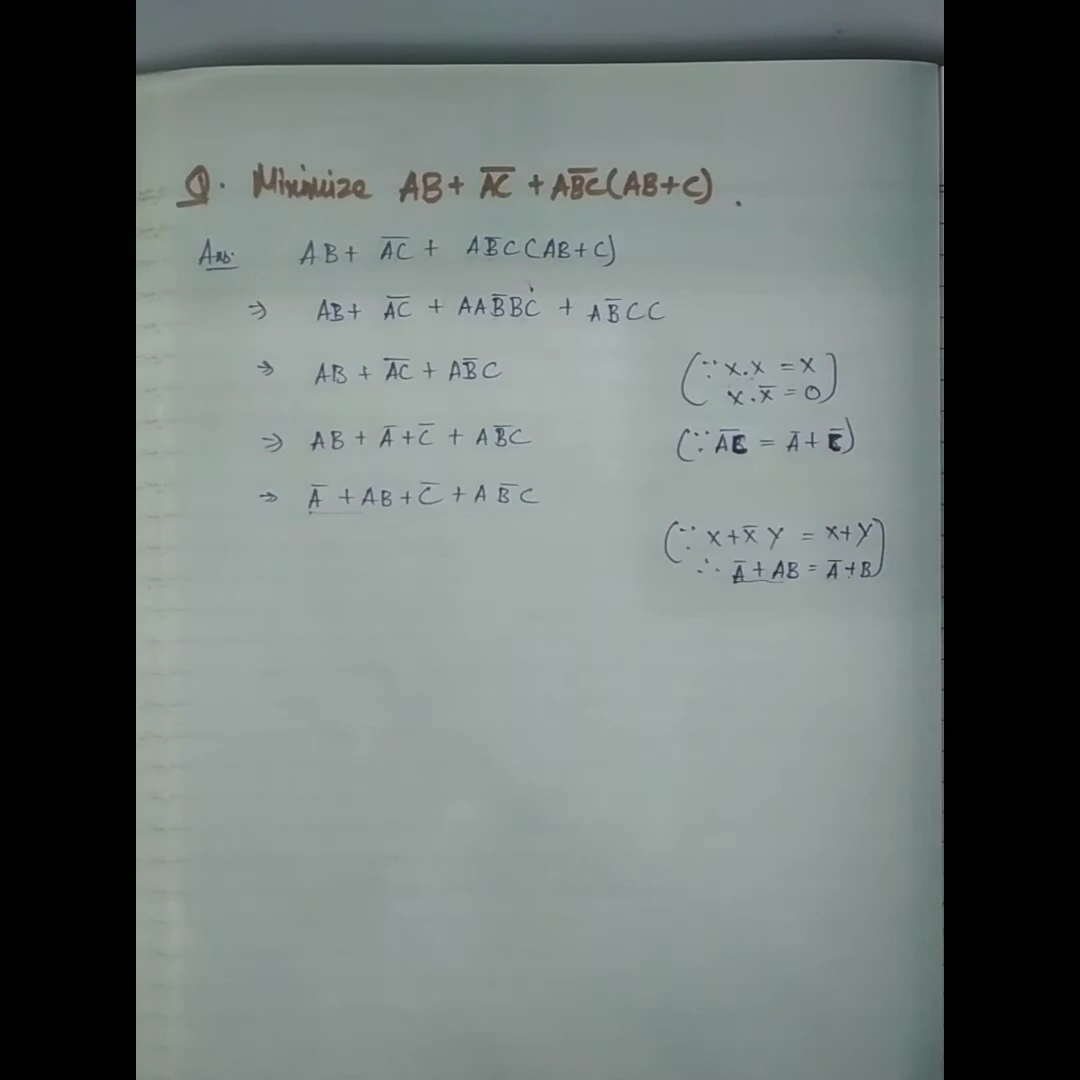 Q. Minimize AB + A̅C̅ + AB̅C(AB+C).
Ans: AB + A̅C̅ + AB̅C(AB+C)
⇒ AB + A̅C̅ + AAB̅BC + AB̅CC
⇒ AB + A̅C̅ + AB̅C (∵ X.X = X
X.X̅ = 0)
⇒ AB + A̅ + C̅ + AB̅C (∵ A̅C̅ = A̅ + C̅)
⇒ A̅ + AB + C̅ + AB̅C
(∵ X + X̅Y = X+Y
∴ A̅ + AB = A̅ + B)